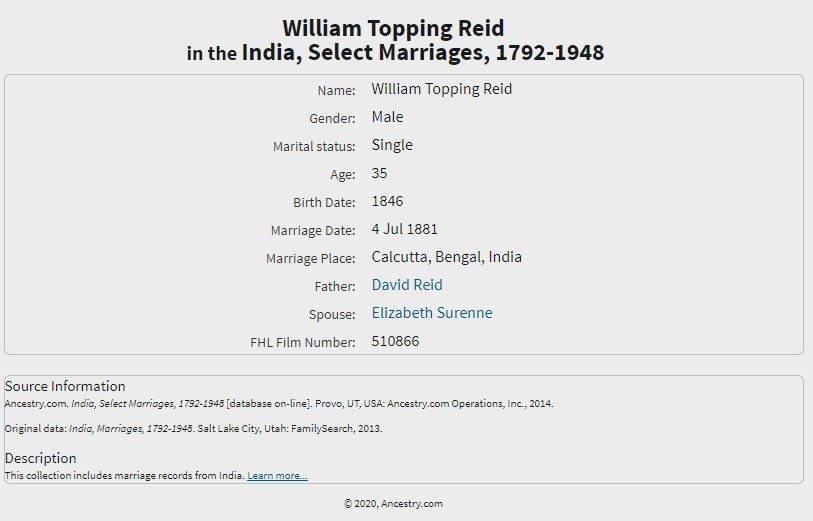 William Topping Reid
in the India, Select Marriages, 1792-1948
Name: William Topping Reid
Gender: Male
Marital status: Single
Age: 35
Birth Date: 1846
Marriage Date: 4 Jul 1881
Marriage Place: Calcutta, Bengal, India
Father: David Reid
Spouse: Elizabeth Surenne
FHL Film Number: 510866
Source Information
Ancestry.com. India, Select Marriages, 1792-1948 [database on-line]. Provo, UT, USA: Ancestry.com Operations, Inc., 2014.
Original data: India, Marriages, 1792-1948. Salt Lake City, Utah: FamilySearch, 2013.
Description
This collection includes marriage records from India. Learn more...
© 2020, Ancestry.com